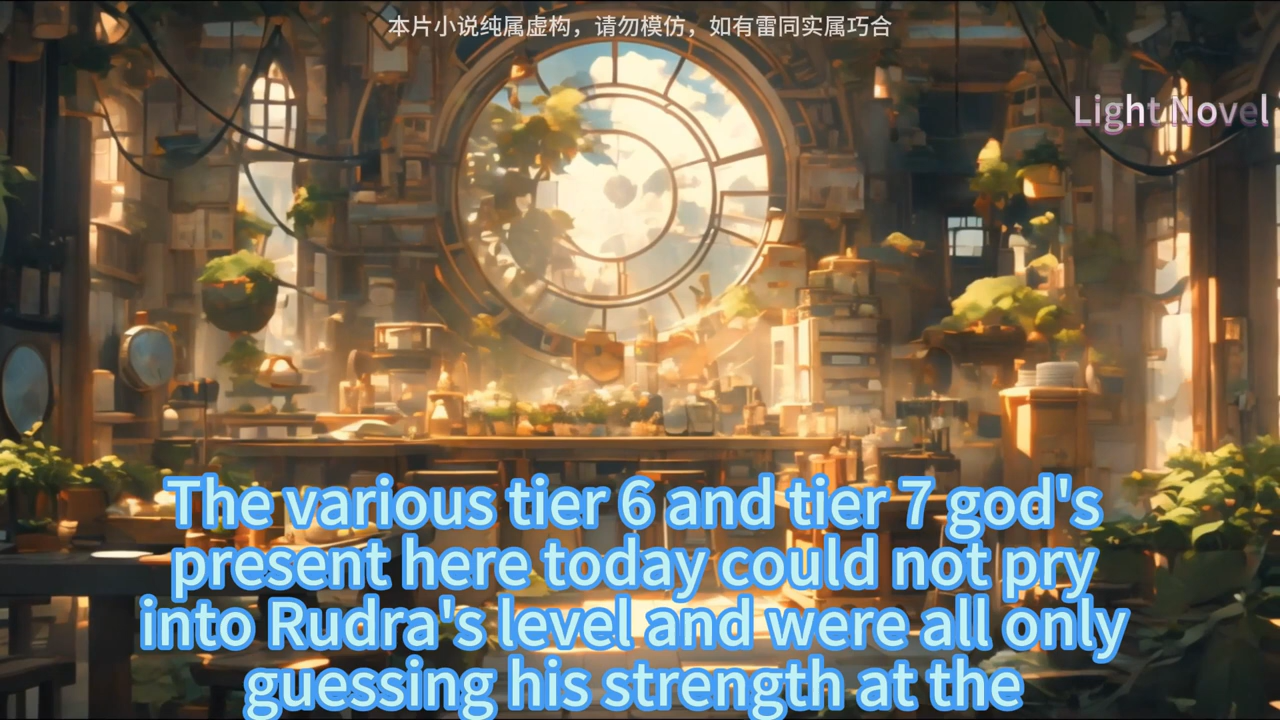 本片小说纯属虚构，请勿模仿，如有雷同实属巧合
Light Novel
The various tier 6 and tier 7 god's
present here today could not pry
into Rudra's level and were all only
guessing his strength at the